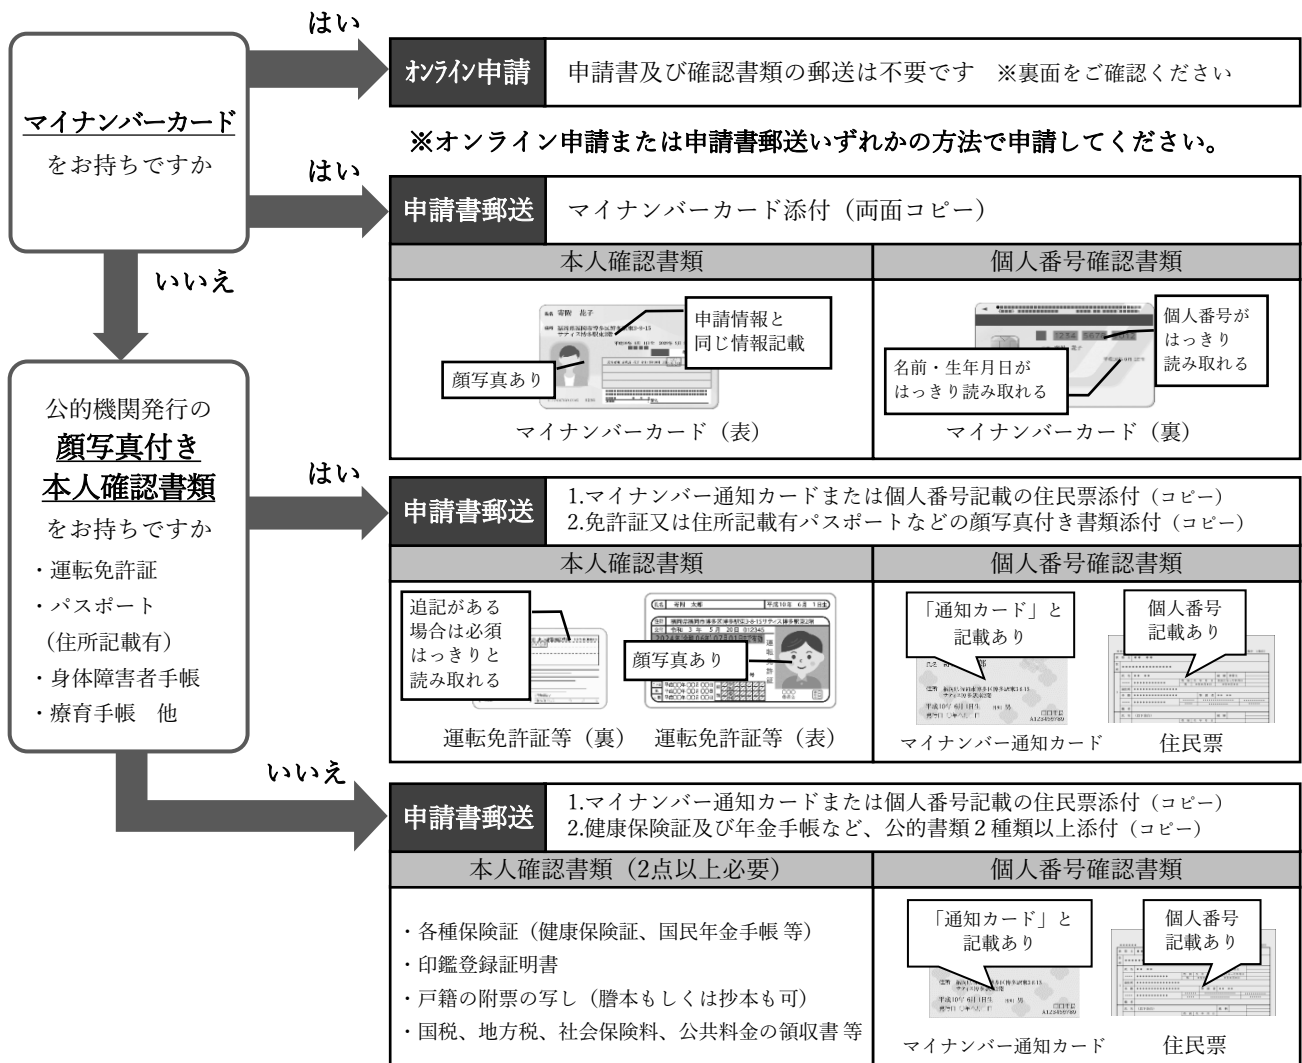 はい
マイナンバーカード
をお持ちですか
オンライン申請
申請書及び確認書類の郵送は不要です ※裏面をご確認ください
※オンライン申請または申請書郵送いずれかの方法で申請してください。
はい
申請書郵送
マイナンバーカード添付（両面コピー）
本人確認書類
個人番号確認書類
申請情報と
同じ情報記載
顔写真あり
マイナンバーカード（表）
個人番号が
はっきり
読み取れる
名前・生年月日が
はっきり読み取れる
マイナンバーカード（裏）
いいえ
公的機関発行の
顔写真付き
本人確認書類
をお持ちですか
・運転免許証
・パスポート
（住所記載有）
・身体障害者手帳
・療育手帳 他
はい
申請書郵送
1.マイナンバー通知カードまたは個人番号記載の住民票添付（コピー）
2.免許証又は住所記載有パスポートなどの顔写真付き書類添付（コピー）
本人確認書類
個人番号確認書類
追記がある
場合は必須
はっきりと
読み取れる
顔写真あり
運転免許証等（裏）
運転免許証等（表）
「通知カード」と
記載あり
マイナンバー通知カード
個人番号
記載あり
住民票
いいえ
申請書郵送
1.マイナンバー通知カードまたは個人番号記載の住民票添付（コピー）
2.健康保険証及び年金手帳など、公的書類２種類以上添付（コピー）
本人確認書類（2点以上必要）
個人番号確認書類
・各種保険証（健康保険証、国民年金手帳 等）
・印鑑登録証明書
・戸籍の附票の写し（謄本もしくは抄本も可）
・国税、地方税、社会保険料、公共料金の領収書 等
「通知カード」と
記載あり
マイナンバー通知カード
個人番号
記載あり
住民票